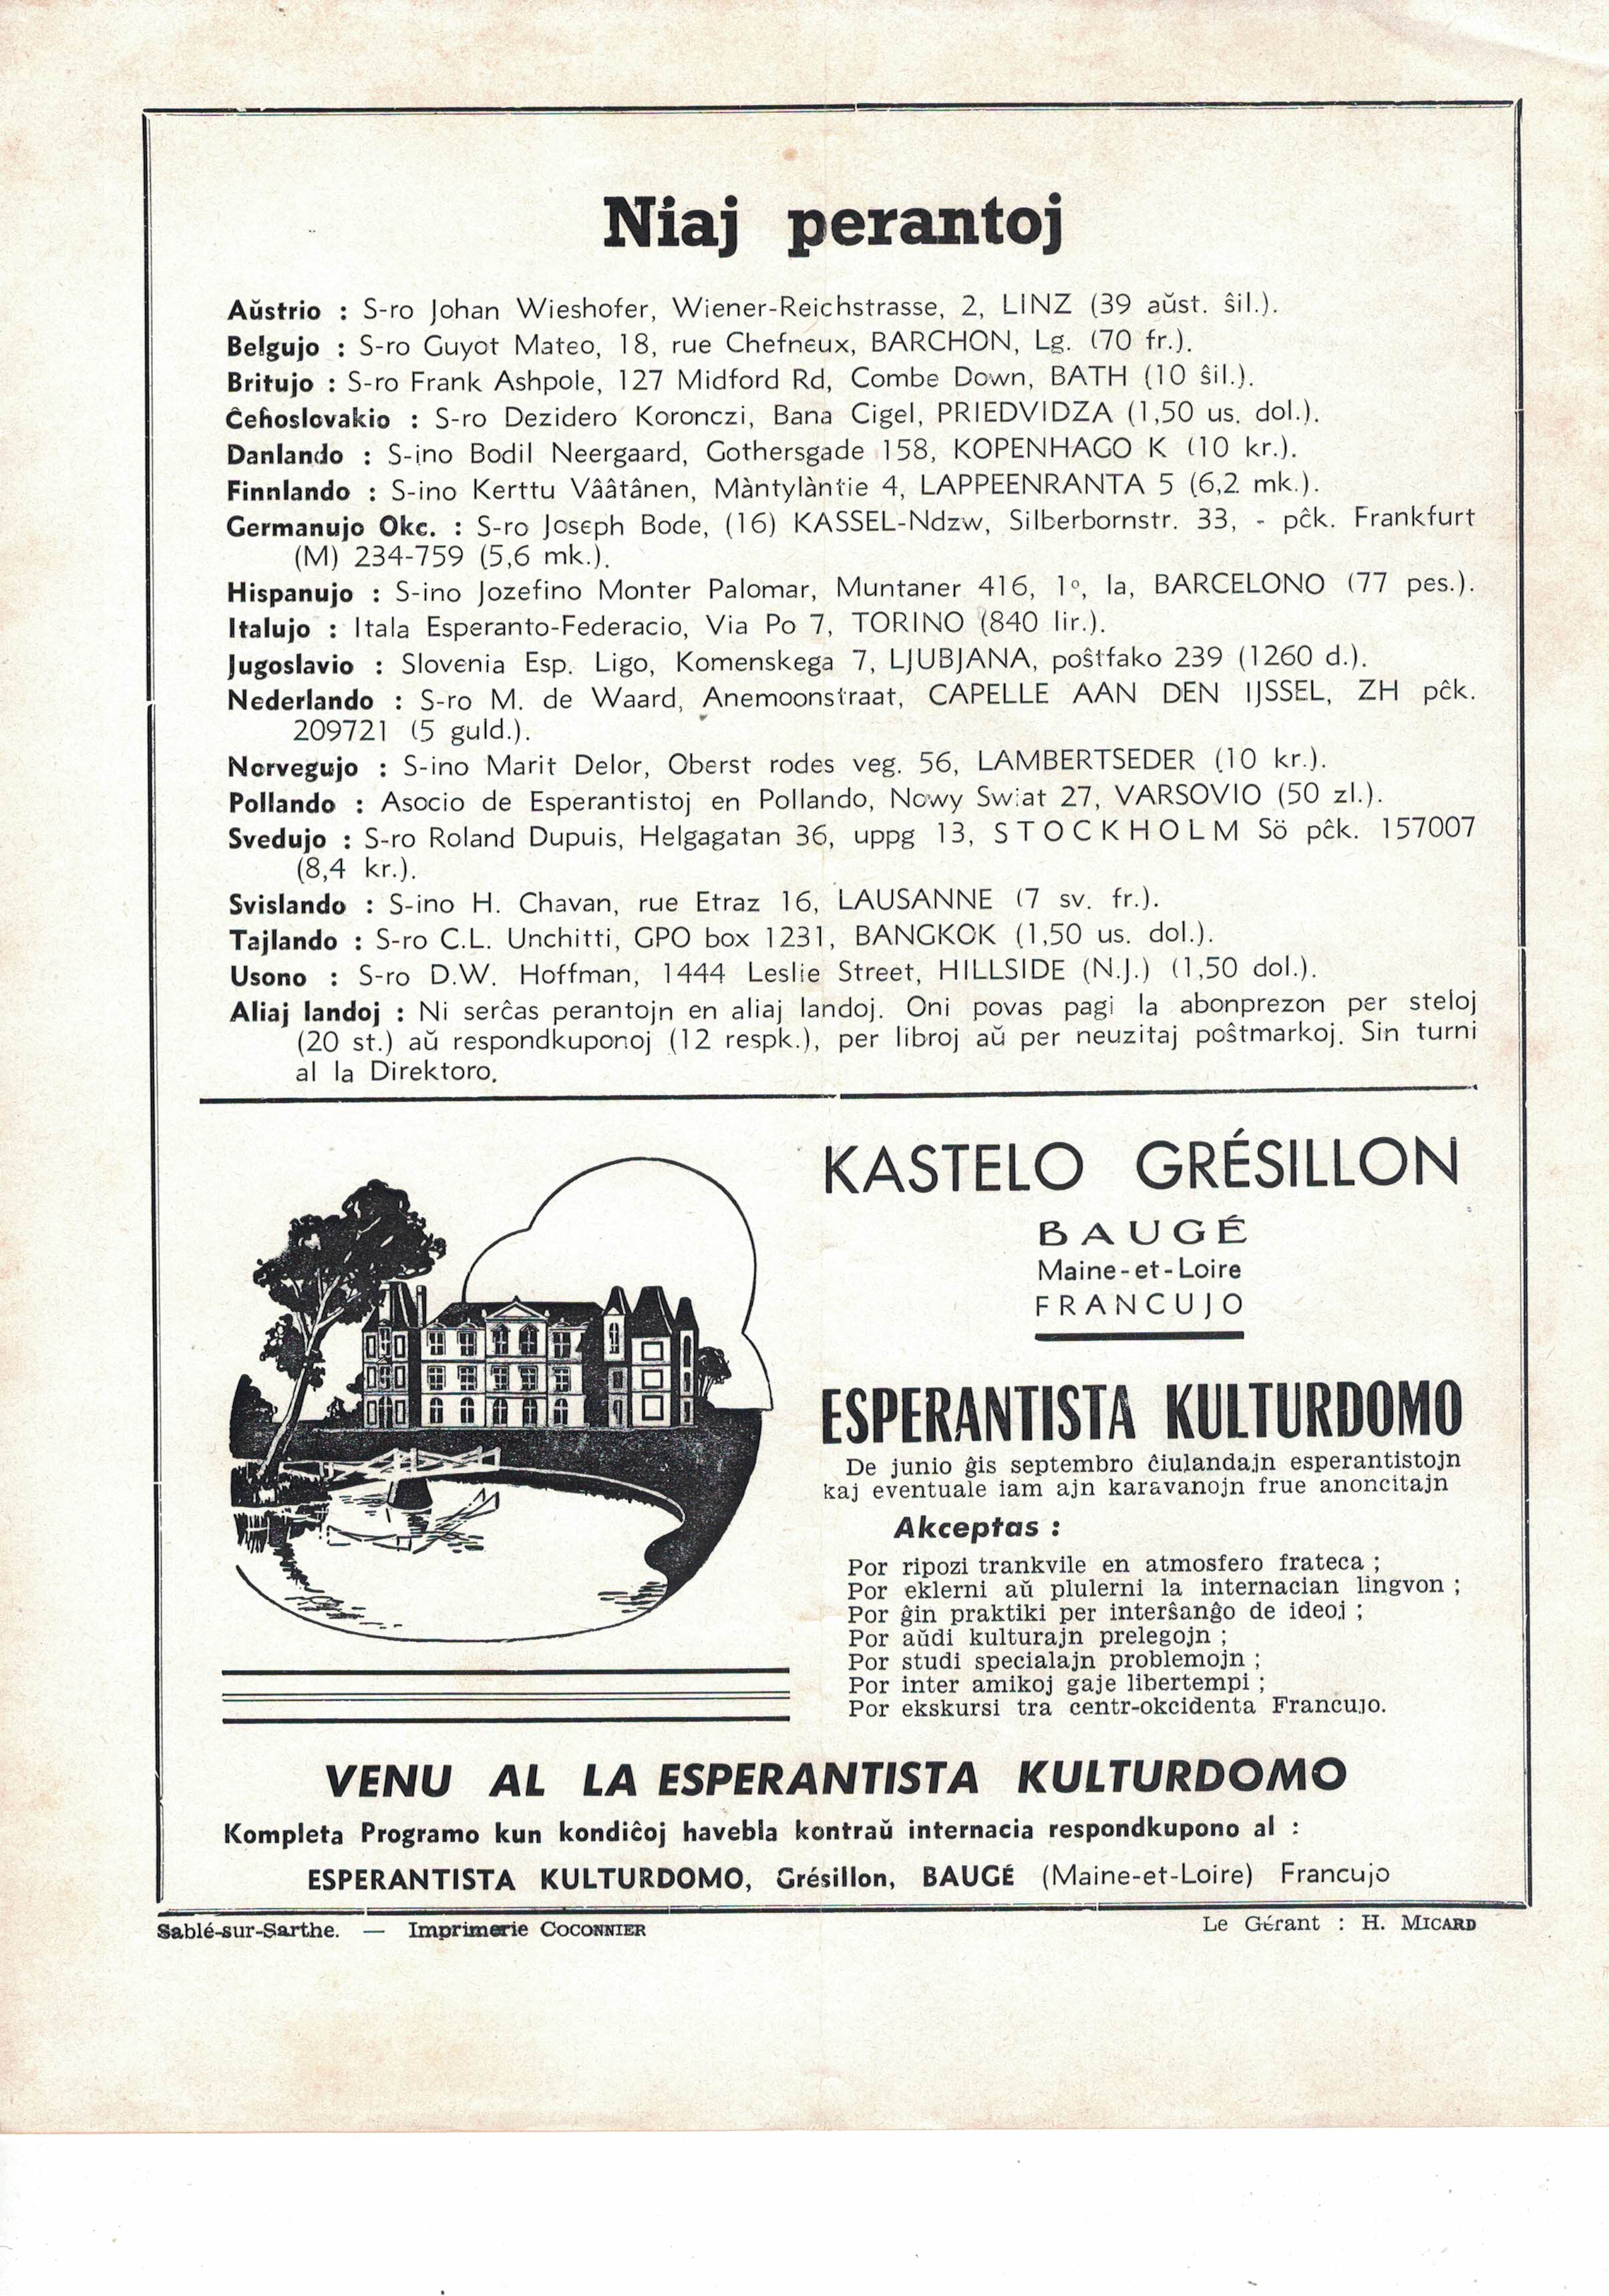 Niaj perantoj
Aŭstrio : S-ro Johan Wieshofer, Wiener-Reichstrasse, 2, LINZ (39 aŭst. ŝil.).
Belgujo : S-ro Guyot Mateo, 18, rue Chefneux, BARCHON, Lg. (70 fr.).
Britujo : S-ro Frank Ashpole, 127 Midford Rd, Combe Down, BATH (10 ŝil.).
Ĉeĥoslovakio : S-ro Dezidero Koronczi, Bana Cigel, PRIEDVIDZA (1,50 us. dol.).
Danlando : S-ino Bodil Neergaard, Gothersgade 158, KOPENHAGO K (10 kr.).
Finnlando : S-ino Kerttu Vââtânen, Màntylàntie 4, LAPPEENRANTA 5 (6,2 mk.).
Germanujo Okc. : S-ro Joseph Bode, (16) KASSEL-Ndzw, Silberbornstr. 33, - pĉk. Frankfurt
(M) 234-759 (5,6 mk.).
Hispanujo : S-ino Jozefino Monter Palomar, Muntaner 416, 1º, la, BARCELONO (77 pes.).
Italujo : Itala Esperanto-Federacio, Via Po 7, TORINO (840 lir.).
Jugoslavio : Slovenia Esp. Ligo, Komenskega 7, LJUBJANA, poŝtfako 239 (1260 d.).
Nederlando : S-ro M. de Waard, Anemoonstraat, CAPELLE AAN DEN IJSSEL, ZH pĉk.
209721 (5 guld.).
Norvegujo : S-ino Marit Delor, Oberst rodes veg. 56, LAMBERTSEDER (10 kr.).
Pollando : Asocio de Esperantistoj en Pollando, Nowy Swiat 27, VARSOVIO (50 zl.).
Svedujo : S-ro Roland Dupuis, Helgagatan 36, uppg 13, STOCKHOLM Sö pĉk. 157007
(8,4 kr.).
Svislando : S-ino H. Chavan, rue Etraz 16, LAUSANNE (7 sv. fr.).
Tajlando : S-ro C.L. Unchitti, GPO box 1231, BANGKOK (1,50 us. dol.).
Usono : S-ro D.W. Hoffman, 1444 Leslie Street, HILLSIDE (N.J.) (1,50 dol.).
Aliaj landoj : Ni serĉas perantojn en aliaj landoj. Oni povas pagi la abonprezon per steloj
(20 st.) aŭ respondkuponoj (12 respk.), per libroj aŭ per neuzitaj poŝtmarkoj. Sin turni
al la Direktoro.
KASTELO GRÉSILLON
BAUGÉ
Maine-et-Loire
FRANCUJO
ESPERANTISTA KULTURDOMO
De junio ĝis septembro ĉiulandajn esperantistojn
kaj eventuale iam ajn karavanojn frue anoncitajn
Akceptas :
Por ripozi trankvile en atmosfero frateca ;
Por eklerni aŭ plulerni la internacian lingvon ;
Por ĝin praktiki per interŝanĝo de ideoj ;
Por aŭdi kulturajn prelegojn ;
Por studi specialajn problemojn ;
Por inter amikoj gaje libertempi ;
Por ekskursi tra centr-okcidenta Francujo.
VENU AL LA ESPERANTISTA KULTURDOMO
Kompleta Programo kun kondiĉoj havebla kontraŭ internacia respondkupono al :
ESPERANTISTA KULTURDOMO, Grésillon, BAUGÉ (Maine-et-Loire) Francujo
Sablé-sur-Sarthe. — Imprimerie COCONNIER
Le Gérant : H. MICARD